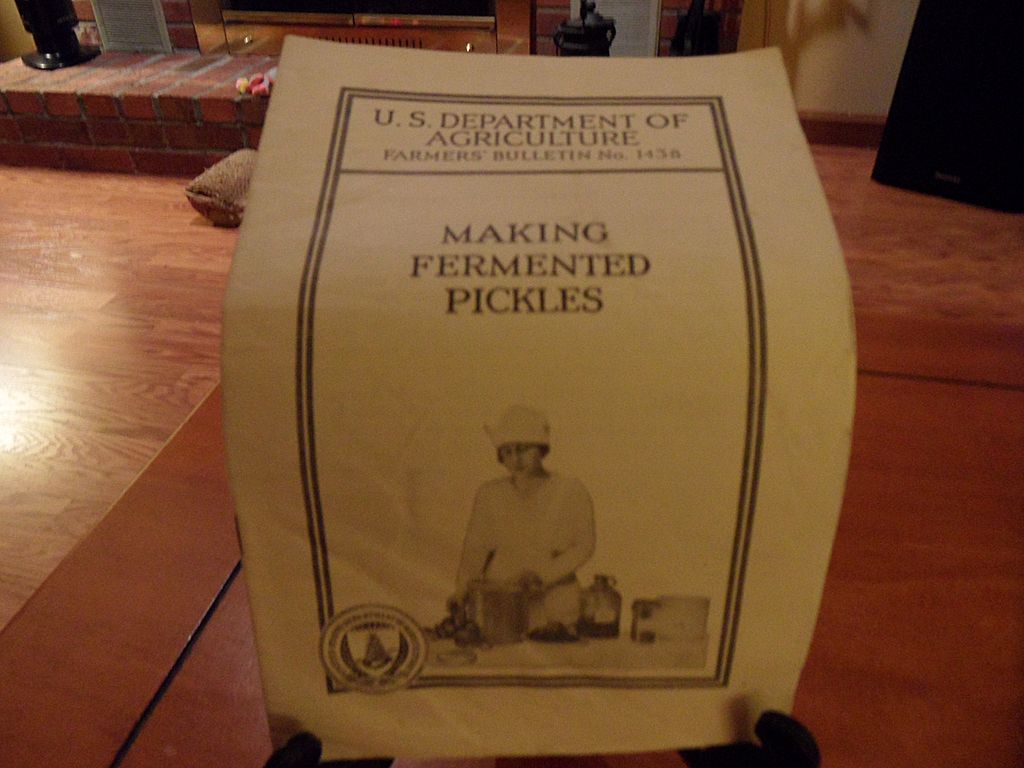 U. S. DEPARTMENT OF
AGRICULTURE
FARMERS' BULLETIN No. 1438
MAKING
FERMENTED
PICKLES